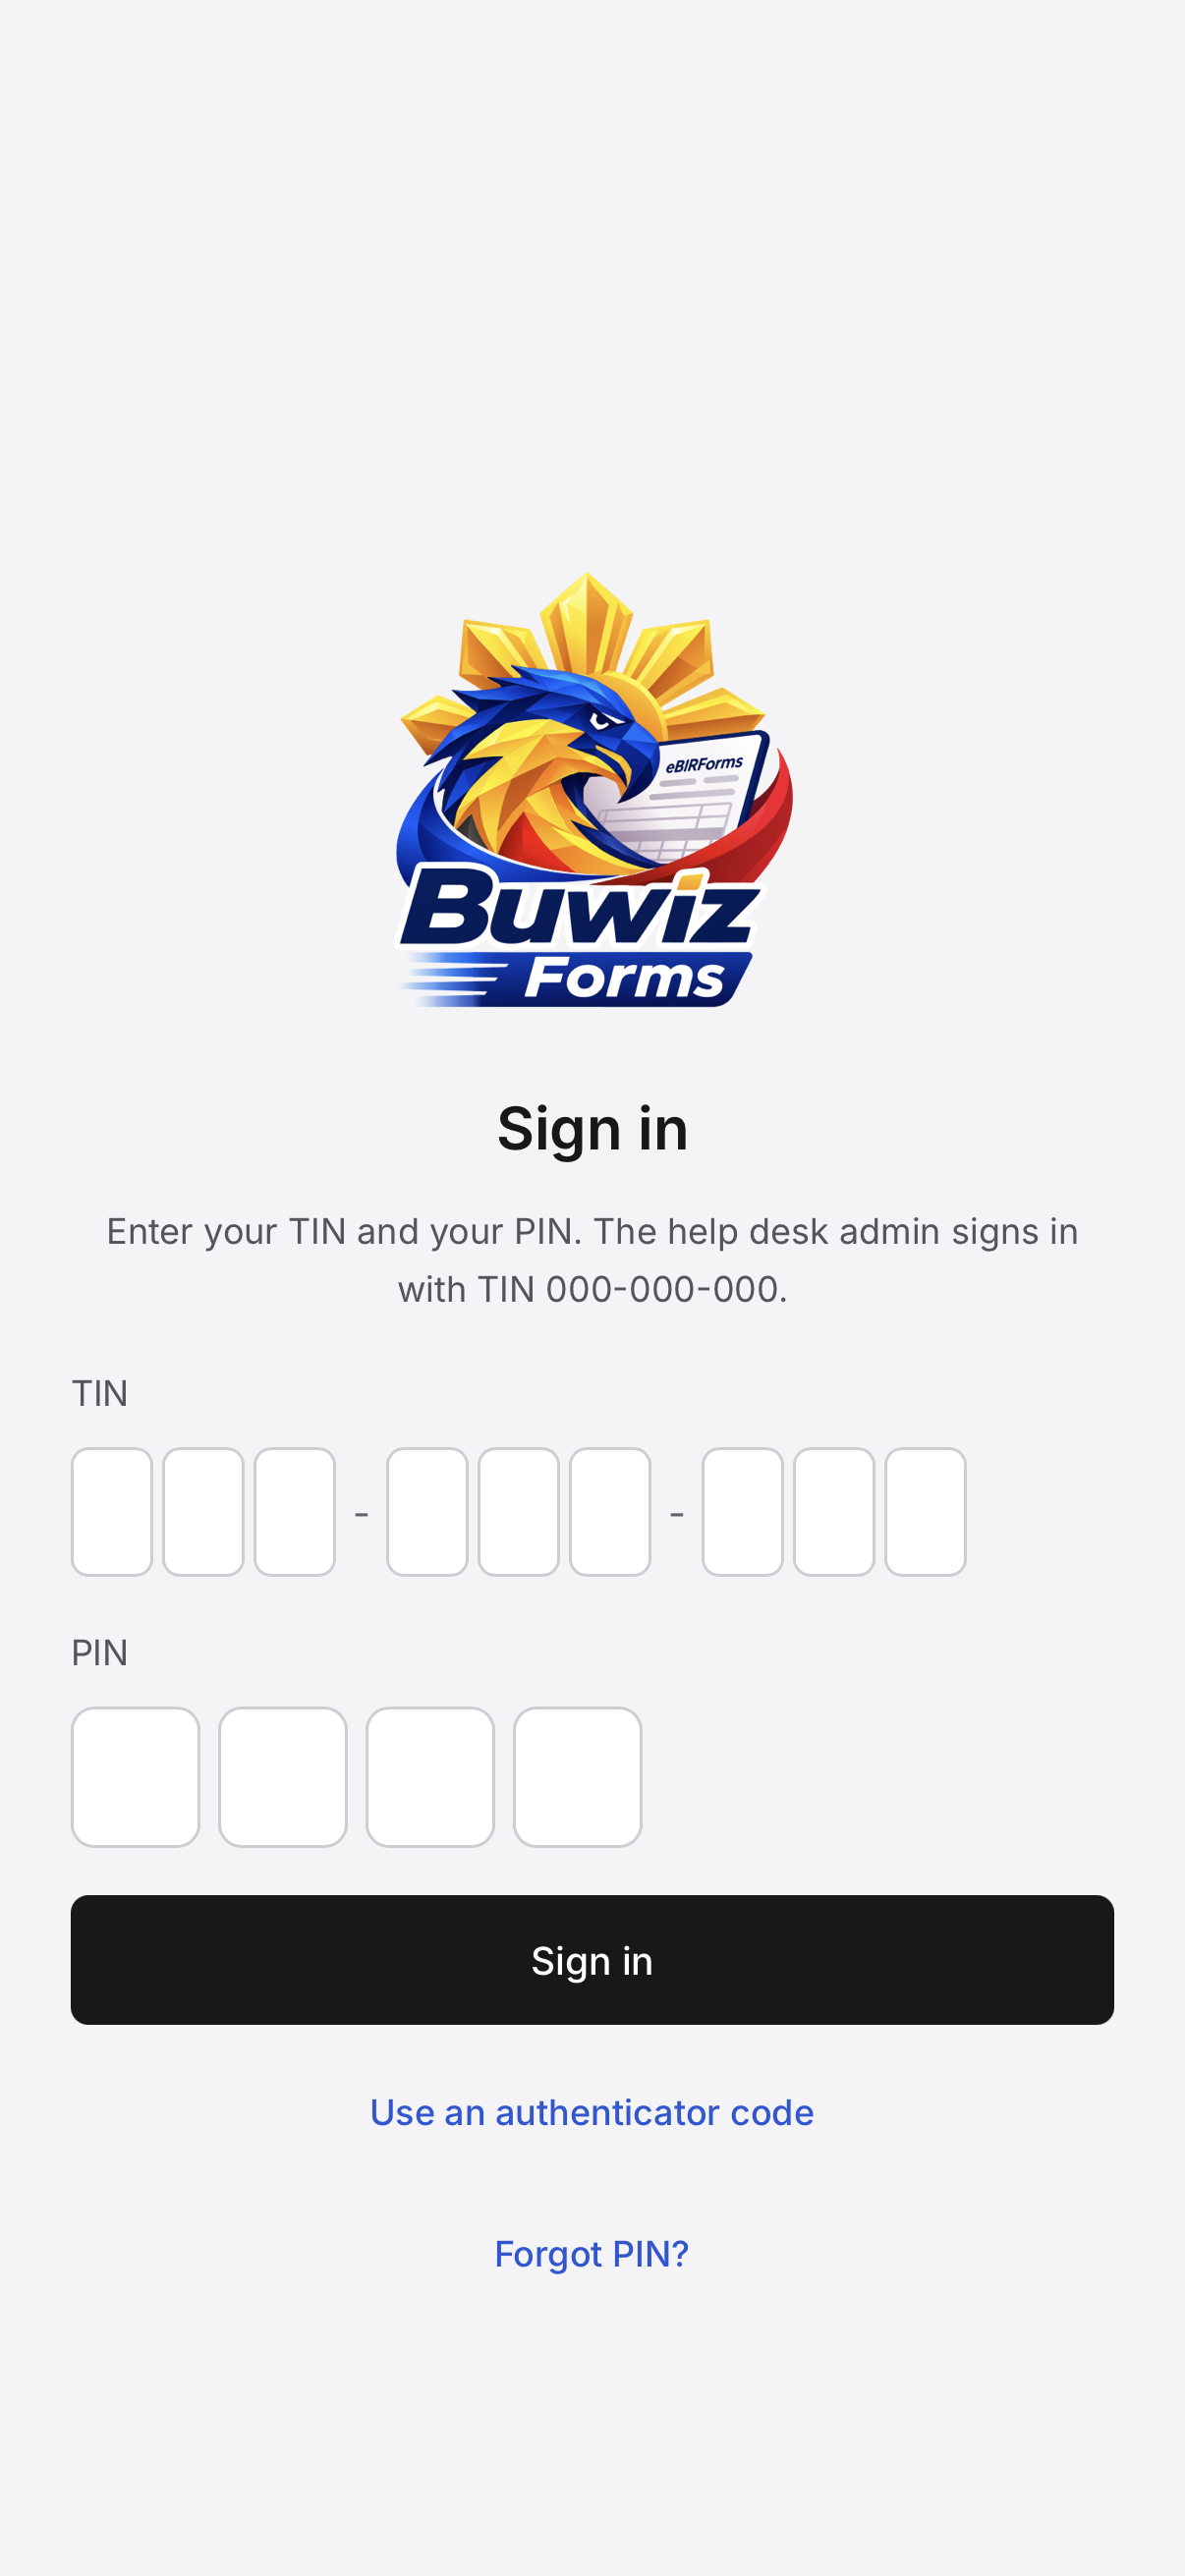 eBIRForms
Buwiz
Forms
Sign in
Enter your TIN and your PIN. The help desk admin signs in
with TIN 000-000-000.
TIN
- -
PIN
Sign in
Use an authenticator code
Forgot PIN?